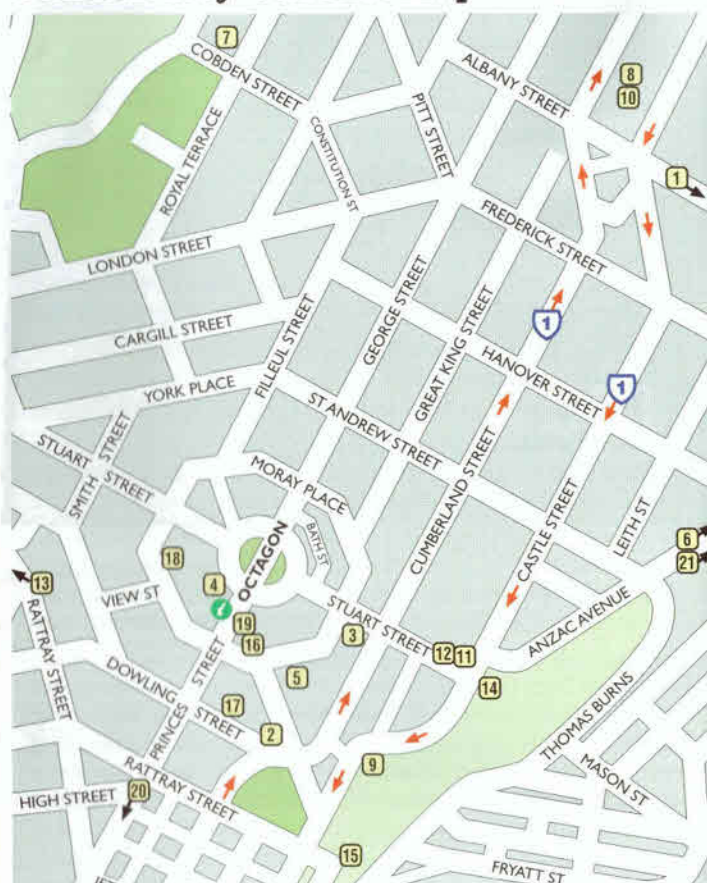 7
COBDEN STREET
ALBANY STREET
8
10
PITT STREET
CONSTITUTION ST
ROYAL TERRACE
1
LONDON STREET
FREDERICK STREET
CARGILL STREET
FILLEUL STREET
GEORGE STREET
GREAT KING STREET
1
HANOVER STREET
1
YORK PLACE
ST ANDREW STREET
STUART STREET
SMITH STREET
MORAY PLACE
CUMBERLAND STREET
CASTLE STREET
LEITH ST
OCTAGON
BATH ST
6
21
18
13
4
VIEW ST
RATTRAY STREET
i
19
16
3
STUART STREET
12
11
ANZAC AVENUE
5
14
DOWLING STREET
PRINCES STREET
17
2
THOMAS BURNS
9
MASON ST
RATTRAY STREET
HIGH STREET
20
15
FRYATT ST